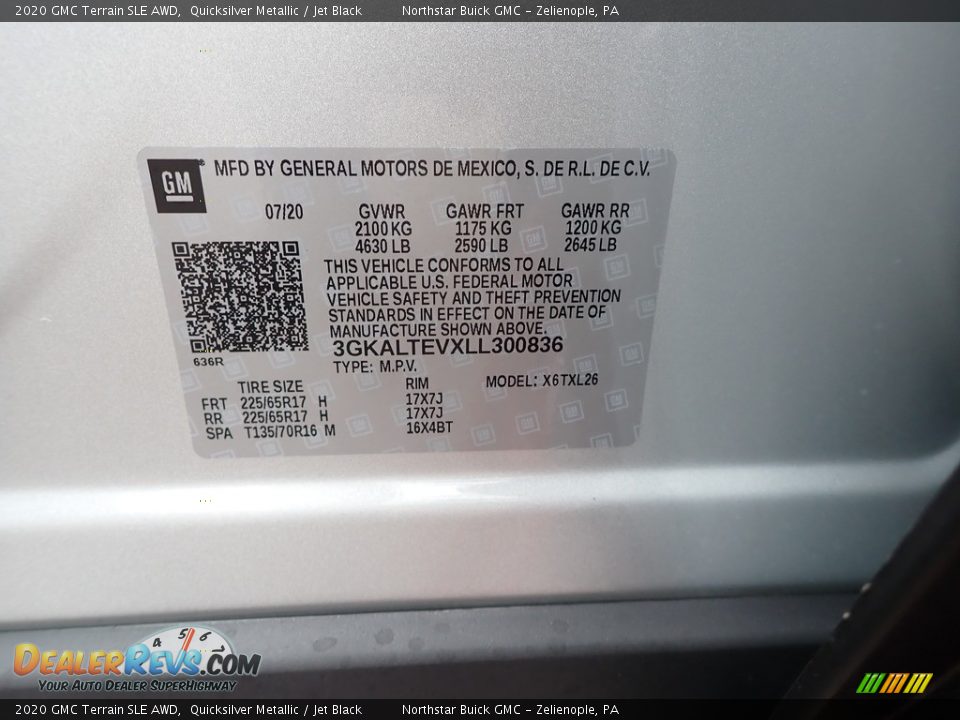 2020 GMC Terrain SLE AWD, Quicksilver Metallic / Jet Black Northstar Buick GMC - Zelienople, PA
GM® MFD BY GENERAL MOTORS DE MEXICO, S. DE R.L. DE C.V.
07/20 GVWR GAWR FRT GAWR RR
2100 KG 1175 KG 1200 KG
4630 LB 2590 LB 2645 LB
THIS VEHICLE CONFORMS TO ALL
APPLICABLE U.S. FEDERAL MOTOR
VEHICLE SAFETY AND THEFT PREVENTION
STANDARDS IN EFFECT ON THE DATE OF
MANUFACTURE SHOWN ABOVE.
3GKALTEVXLL300836
636R
TYPE: M.P.V.
TIRE SIZE RIM MODEL: X6TXL26
FRT 225/65R17 H 17X7J
RR 225/65R17 H 17X7J
SPA T135/70R16 M 16X4BT
4 5 6
DealerRevs.com
Your Auto Dealer SuperHighway
2020 GMC Terrain SLE AWD, Quicksilver Metallic / Jet Black Northstar Buick GMC - Zelienople, PA